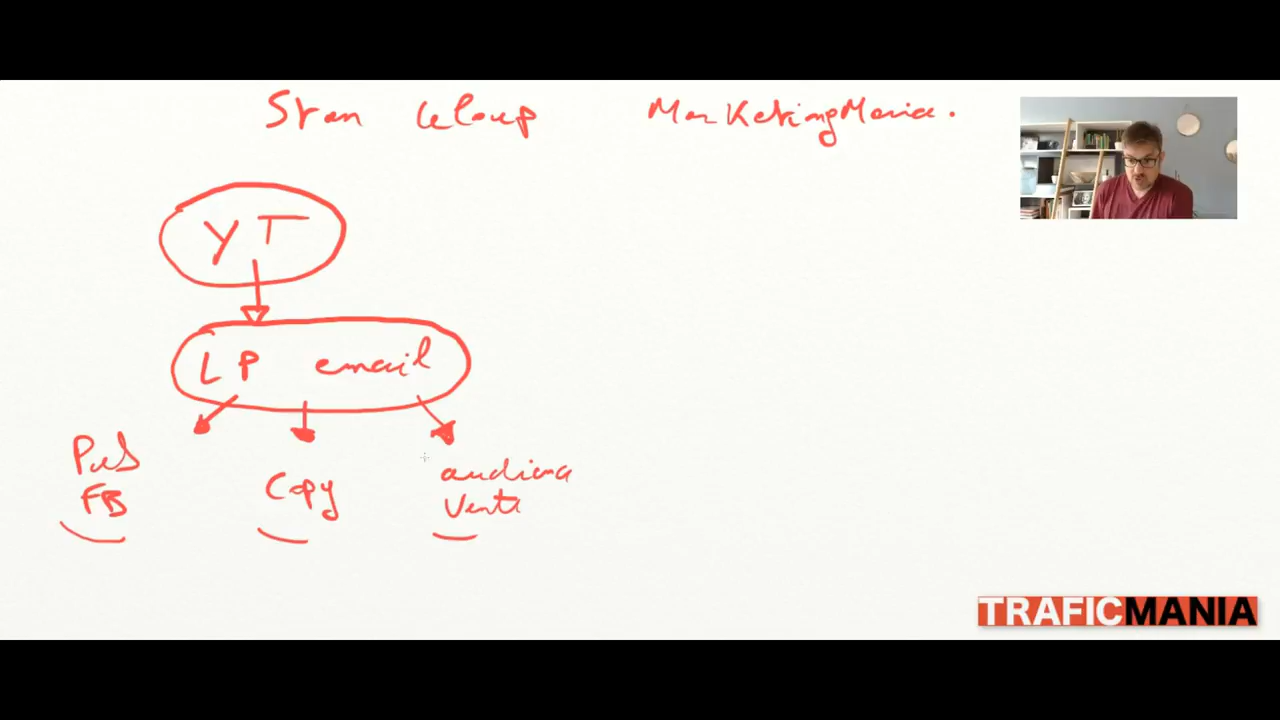 Stan Leloup MarketingMania.
YT
LP email
Pub
FB
Copy
audience
Vente
TRAFICMANIA